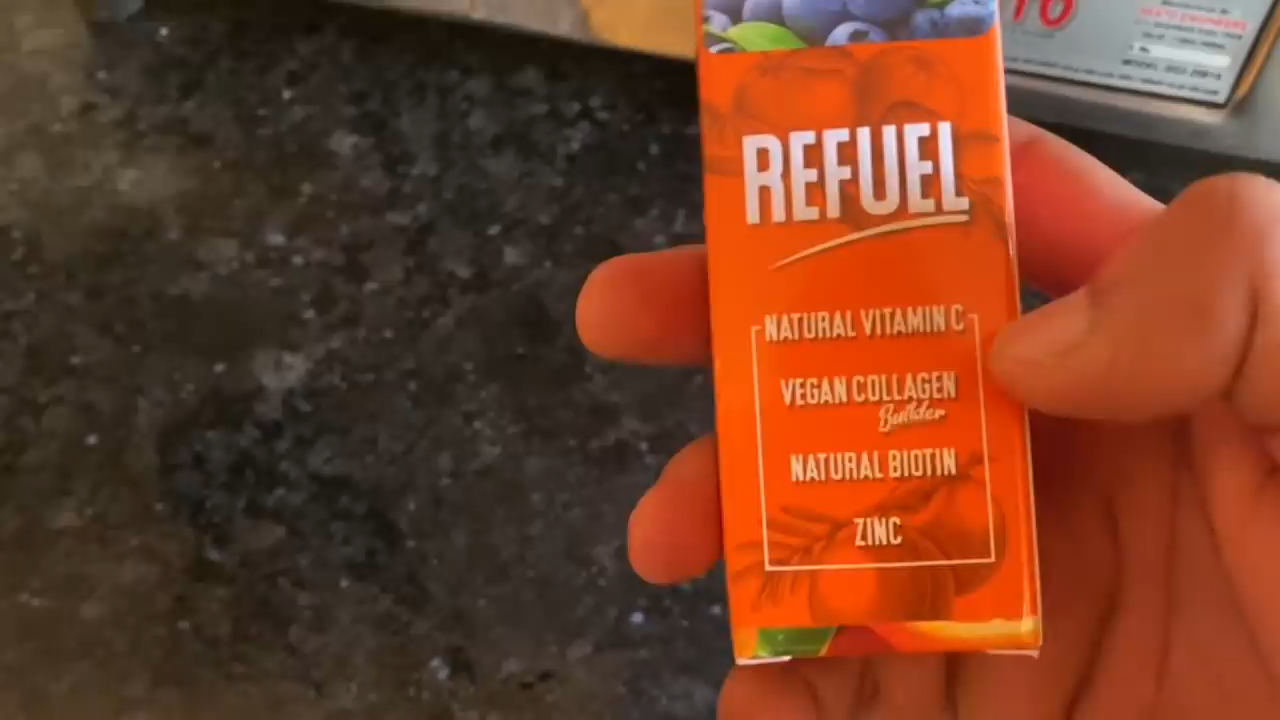 REFUEL
NATURAL VITAMIN C
VEGAN COLLAGEN
Builder
NATURAL BIOTIN
ZINC